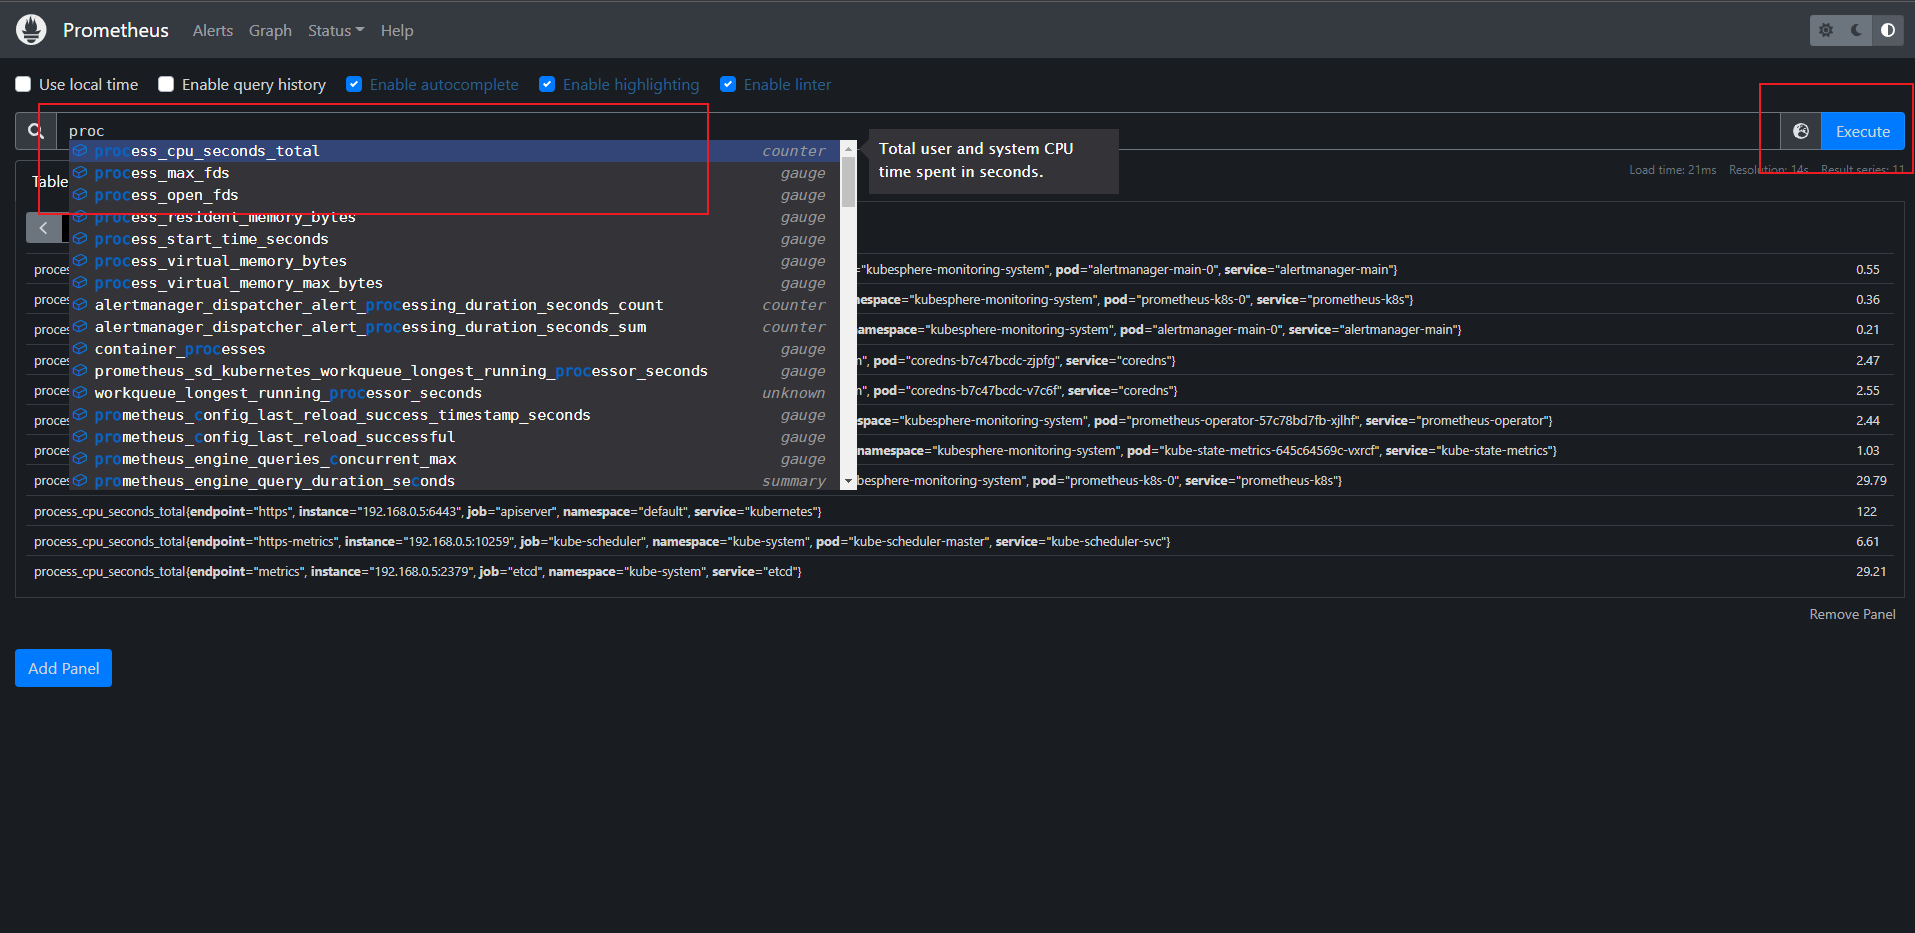 Prometheus Alerts Graph Status Help
Use local time Enable query history Enable autocomplete Enable highlighting Enable linter
proc
Execute
process_cpu_seconds_total counter
Total user and system CPU
time spent in seconds.
Load time: 21ms Resolution: 14s Result series: 11
Table
process_max_fds gauge
process_open_fds gauge
process_resident_memory_bytes gauge
process_start_time_seconds gauge
process_virtual_memory_bytes gauge
process_virtual_memory_max_bytes gauge
alertmanager_dispatcher_alert_processing_duration_seconds_count counter
alertmanager_dispatcher_alert_processing_duration_seconds_sum counter
container_processes gauge
prometheus_sd_kubernetes_workqueue_longest_running_processor_seconds gauge
workqueue_longest_running_processor_seconds unknown
prometheus_config_last_reload_success_timestamp_seconds gauge
prometheus_config_last_reload_successful gauge
prometheus_engine_queries_concurrent_max gauge
prometheus_engine_query_duration_seconds summary
proces ="kubesphere-monitoring-system", pod="alertmanager-main-0", service="alertmanager-main"} 0.55
proces espace="kubesphere-monitoring-system", pod="prometheus-k8s-0", service="prometheus-k8s"} 0.36
proces amespace="kubesphere-monitoring-system", pod="alertmanager-main-0", service="alertmanager-main"} 0.21
proces ", pod="coredns-b7c47bcdc-zjpfg", service="coredns"} 2.47
proces ", pod="coredns-b7c47bcdc-v7c6f", service="coredns"} 2.55
proces space="kubesphere-monitoring-system", pod="prometheus-operator-57c78bd7fb-xjlhf", service="prometheus-operator"} 2.44
proces namespace="kubesphere-monitoring-system", pod="kube-state-metrics-645c64569c-vxrcf", service="kube-state-metrics"} 1.03
proces besphere-monitoring-system", pod="prometheus-k8s-0", service="prometheus-k8s"} 29.79
process_cpu_seconds_total{endpoint="https", instance="192.168.0.5:6443", job="apiserver", namespace="default", service="kubernetes"} 122
process_cpu_seconds_total{endpoint="https-metrics", instance="192.168.0.5:10259", job="kube-scheduler", namespace="kube-system", pod="kube-scheduler-master", service="kube-scheduler-svc"} 6.61
process_cpu_seconds_total{endpoint="metrics", instance="192.168.0.5:2379", job="etcd", namespace="kube-system", service="etcd"} 29.21
Remove Panel
Add Panel